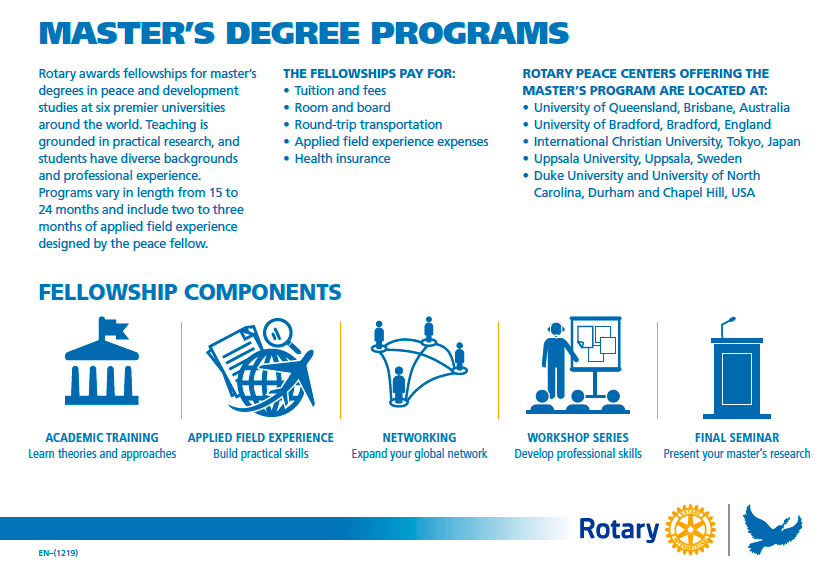 MASTER'S DEGREE PROGRAMS
Rotary awards fellowships for master's
degrees in peace and development
studies at six premier universities
around the world. Teaching is
grounded in practical research, and
students have diverse backgrounds
and professional experience.
Programs vary in length from 15 to
24 months and include two to three
months of applied field experience
designed by the peace fellow.
THE FELLOWSHIPS PAY FOR:
• Tuition and fees
• Room and board
• Round-trip transportation
• Applied field experience expenses
• Health insurance
ROTARY PEACE CENTERS OFFERING THE
MASTER'S PROGRAM ARE LOCATED AT:
• University of Queensland, Brisbane, Australia
• University of Bradford, Bradford, England
• International Christian University, Tokyo, Japan
• Uppsala University, Uppsala, Sweden
• Duke University and University of North
Carolina, Durham and Chapel Hill, USA
FELLOWSHIP COMPONENTS
ACADEMIC TRAINING
Learn theories and approaches
APPLIED FIELD EXPERIENCE
Build practical skills
NETWORKING
Expand your global network
WORKSHOP SERIES
Develop professional skills
FINAL SEMINAR
Present your master's research
Rotary
ROTARY
INTERNATIONAL
EN–(1219)